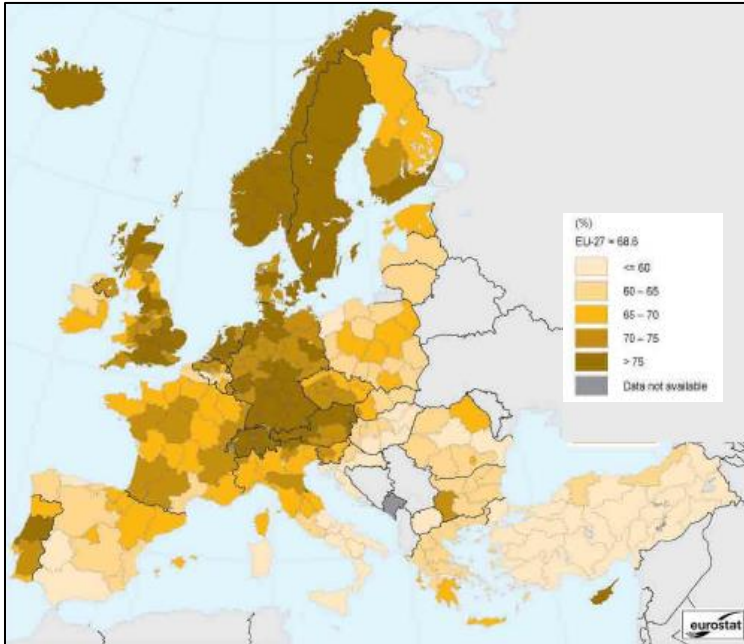 (%)
EU-27 = 68.6
<= 60
60 – 65
65 – 70
70 – 75
> 75
Data not available
eurostat